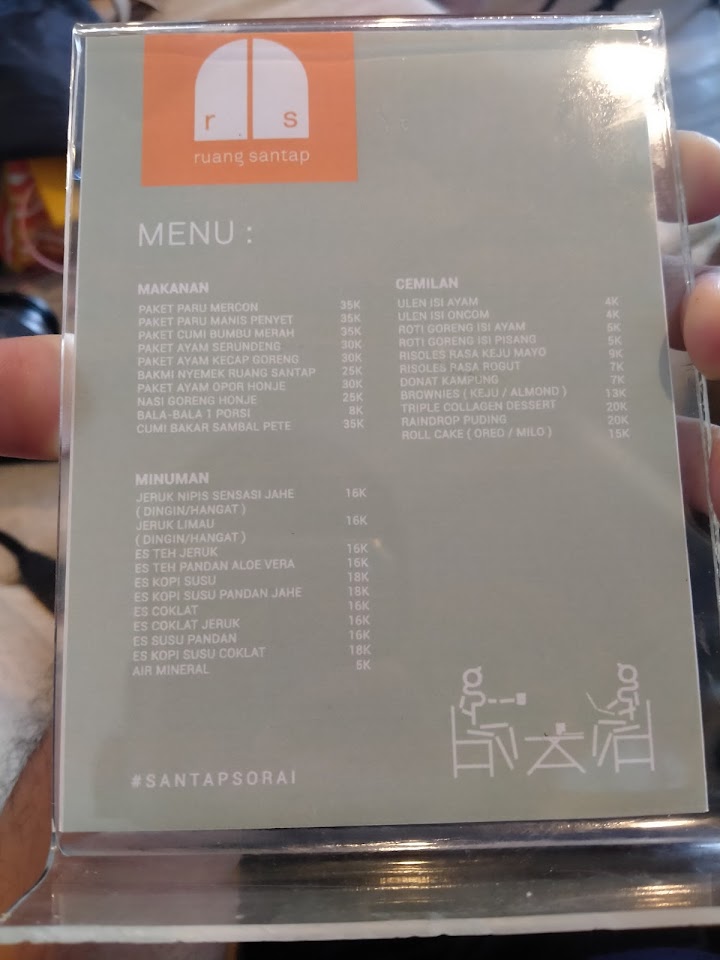 r s
ruang santap
MENU :
MAKANAN
PAKET PARU MERCON 35K
PAKET PARU MANIS PENYET 35K
PAKET CUMI BUMBU MERAH 35K
PAKET AYAM SERUNDENG 30K
PAKET AYAM KECAP GORENG 30K
BAKMI NYEMEK RUANG SANTAP 25K
PAKET AYAM OPOR HONJE 30K
NASI GORENG HONJE 25K
BALA-BALA 1 PORSI 8K
CUMI BAKAR SAMBAL PETE 35K
MINUMAN
JERUK NIPIS SENSASI JAHE 16K
( DINGIN/HANGAT )
JERUK LIMAU 16K
( DINGIN/HANGAT )
ES TEH JERUK 16K
ES TEH PANDAN ALOE VERA 16K
ES KOPI SUSU 18K
ES KOPI SUSU PANDAN JAHE 18K
ES COKLAT 16K
ES COKLAT JERUK 16K
ES SUSU PANDAN 16K
ES KOPI SUSU COKLAT 18K
AIR MINERAL 5K
CEMILAN
ULEN ISI AYAM 4K
ULEN ISI ONCOM 4K
ROTI GORENG ISI AYAM 5K
ROTI GORENG ISI PISANG 5K
RISOLES RASA KEJU MAYO 9K
RISOLES RASA ROGUT 7K
DONAT KAMPUNG 7K
BROWNIES ( KEJU / ALMOND ) 13K
TRIPLE COLLAGEN DESSERT 20K
RAINDROP PUDING 20K
ROLL CAKE ( OREO / MILO ) 15K
#SANTAPSORAI